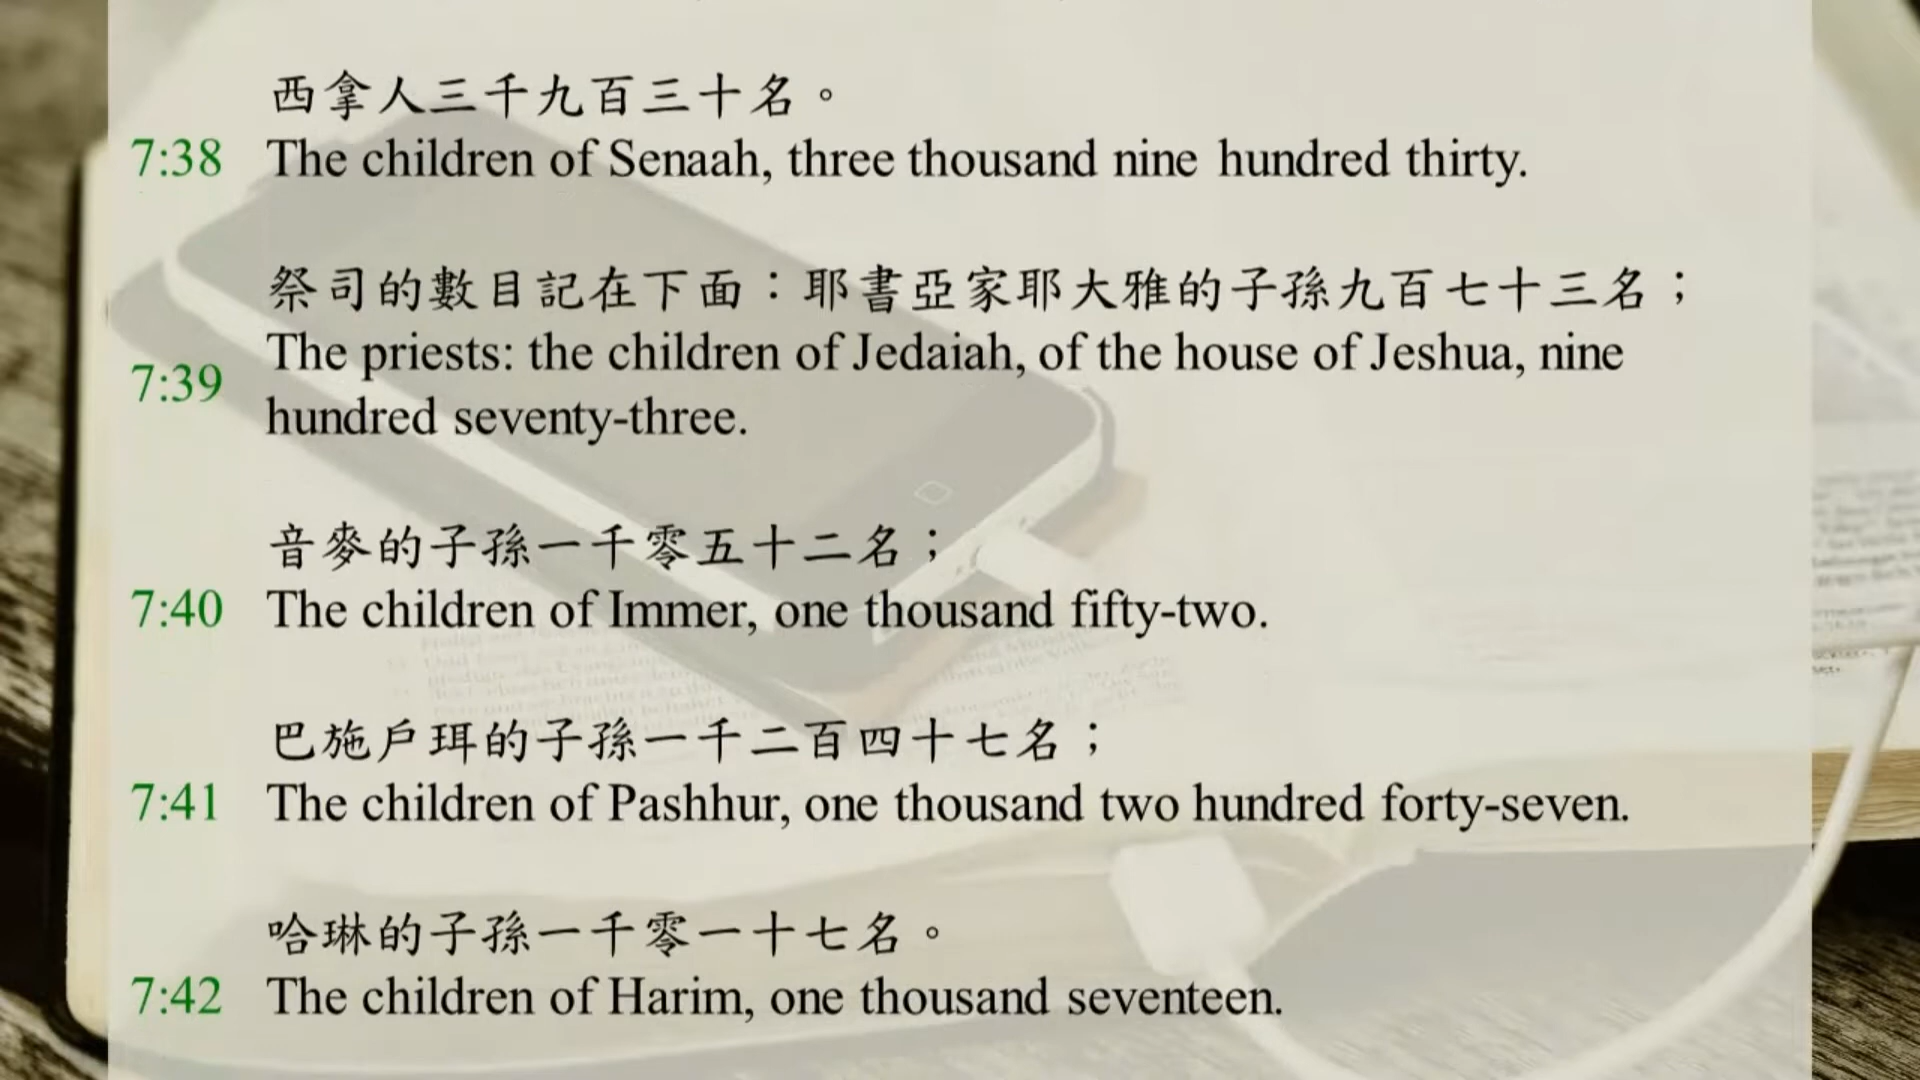 西拿人三千九百三十名。
7:38 The children of Senaah, three thousand nine hundred thirty.
祭司的數目記在下面：耶書亞家耶大雅的子孫九百七十三名；
The priests: the children of Jedaiah, of the house of Jeshua, nine
7:39
hundred seventy-three.
音麥的子孫一千零五十二名；
7:40 The children of Immer, one thousand fifty-two.
巴施戶珥的子孫一千二百四十七名；
7:41 The children of Pashhur, one thousand two hundred forty-seven.
哈琳的子孫一千零一十七名。
7:42 The children of Harim, one thousand seventeen.